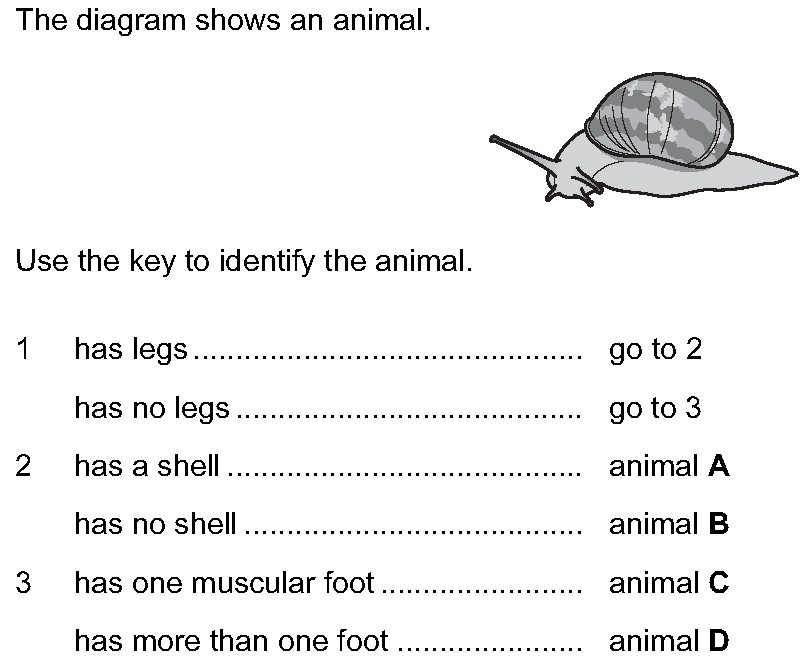 The diagram shows an animal.
Use the key to identify the animal.
1 has legs .............................................. go to 2
has no legs ......................................... go to 3
2 has a shell .......................................... animal A
has no shell ........................................ animal B
3 has one muscular foot ........................ animal C
has more than one foot ...................... animal D